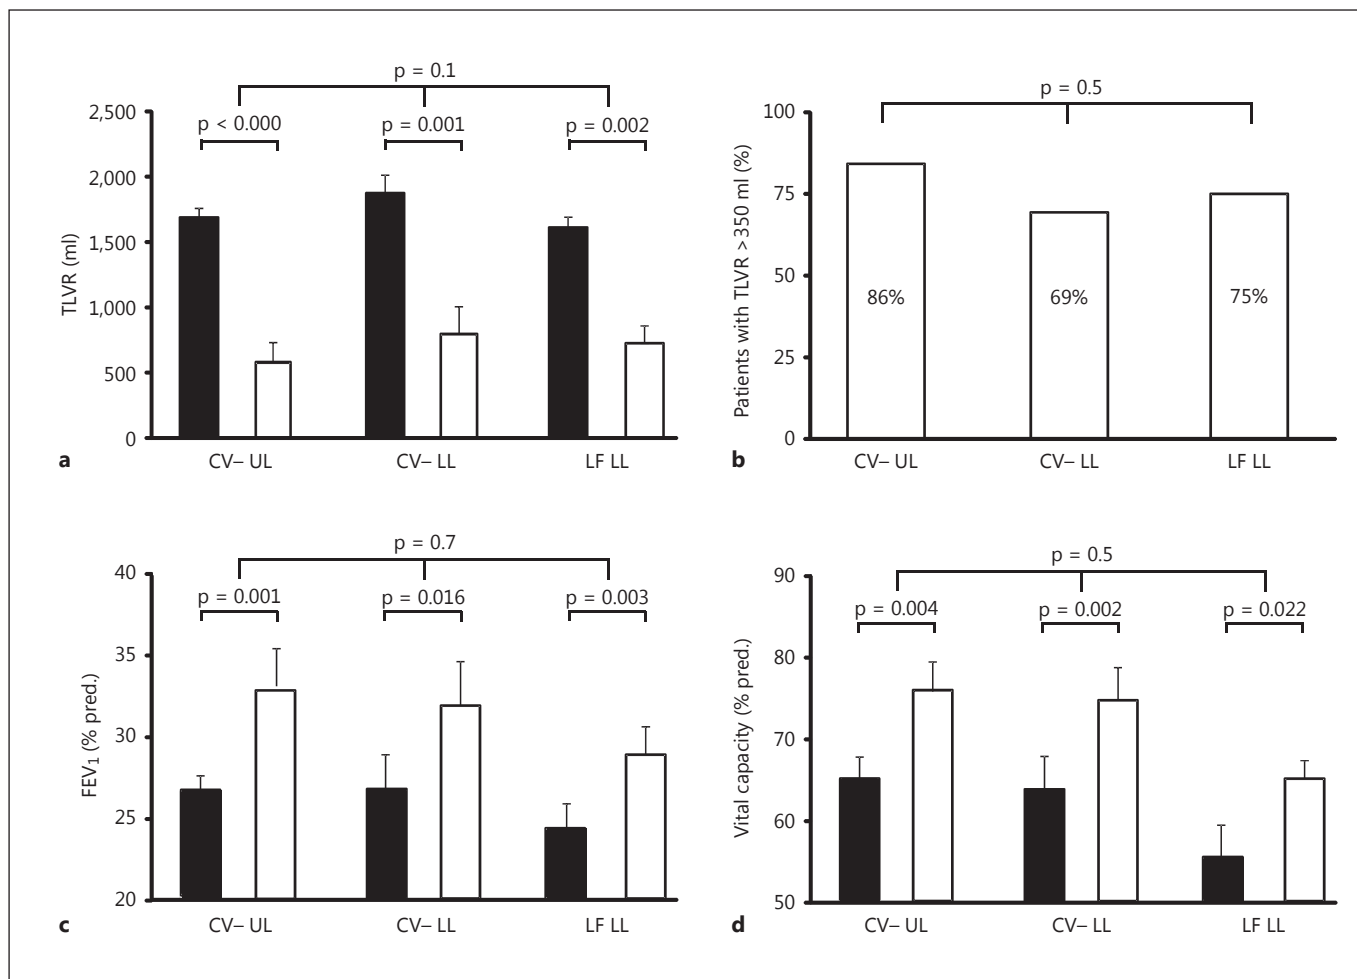 p = 0.1
2,500
p < 0.000
p = 0.001
p = 0.002
2,000
1,500
1,000
500
0
TLVR (ml)
a
CV– UL
CV– LL
LF LL
p = 0.5
100
75
50
25
0
Patients with TLVR >350 ml (%)
86%
69%
75%
b
CV– UL
CV– LL
LF LL
p = 0.7
40
p = 0.001
p = 0.016
p = 0.003
35
30
25
20
FEV1 (% pred.)
c
CV– UL
CV– LL
LF LL
p = 0.5
90
p = 0.004
p = 0.002
p = 0.022
80
70
60
50
Vital capacity (% pred.)
d
CV– UL
CV– LL
LF LL